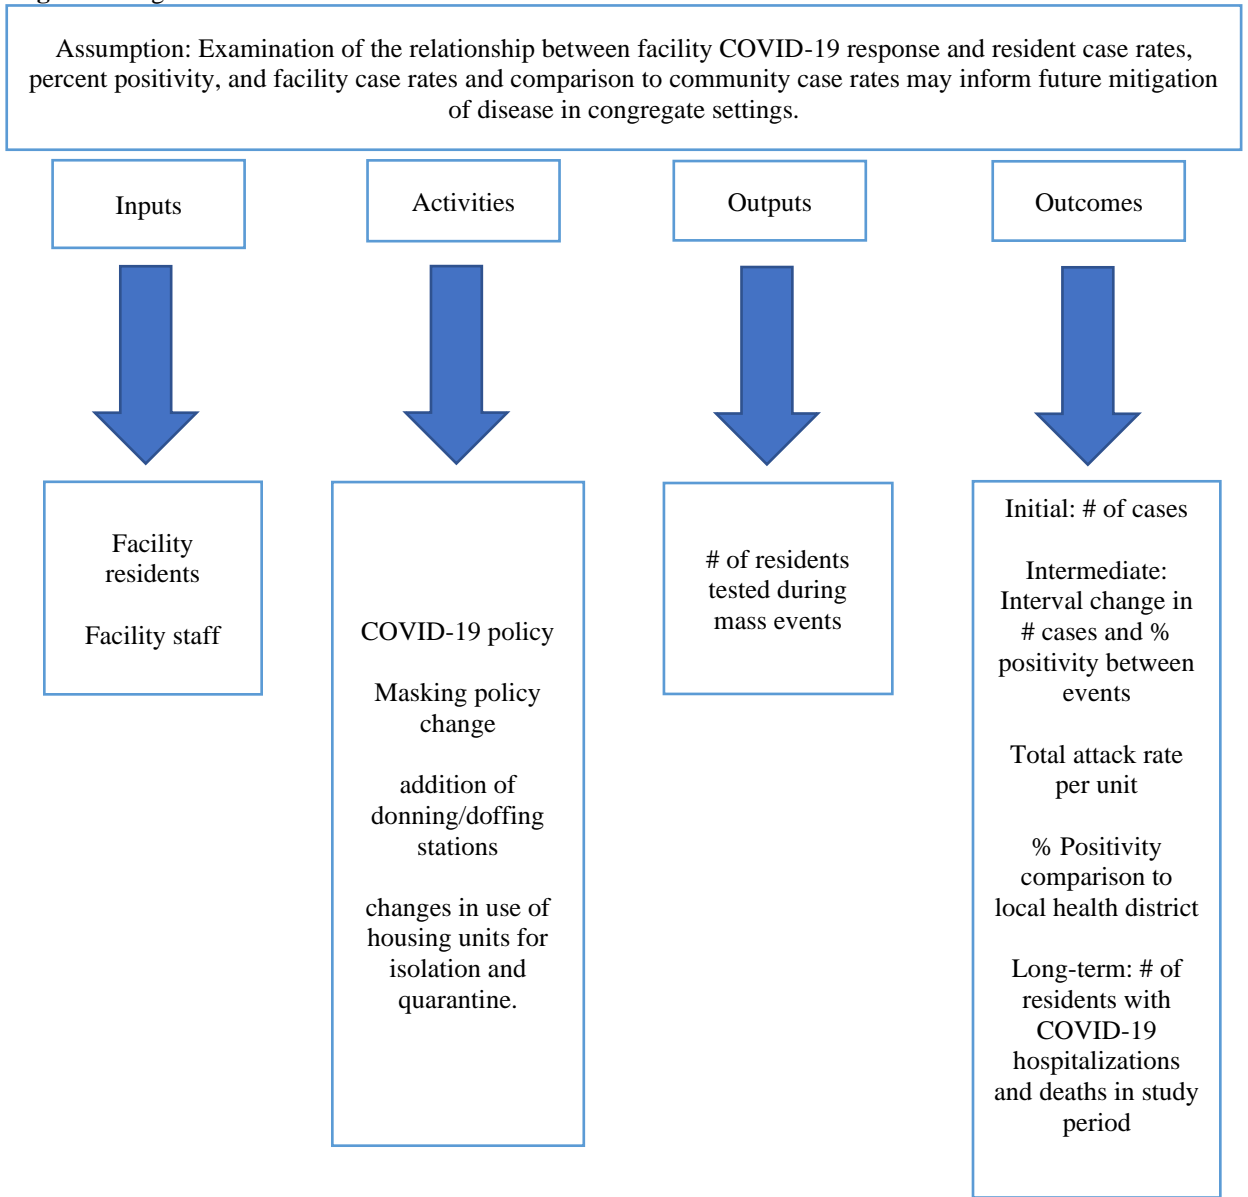 Assumption: Examination of the relationship between facility COVID-19 response and resident case rates,
percent positivity, and facility case rates and comparison to community case rates may inform future mitigation
of disease in congregate settings.
Inputs
Activities
Outputs
Outcomes
Facility
residents
Facility staff
COVID-19 policy
Masking policy
change
addition of
donning/doffing
stations
changes in use of
housing units for
isolation and
quarantine.
# of residents
tested during
mass events
Initial: # of cases
Intermediate:
Interval change in
# cases and %
positivity between
events
Total attack rate
per unit
% Positivity
comparison to
local health district
Long-term: # of
residents with
COVID-19
hospitalizations
and deaths in study
period